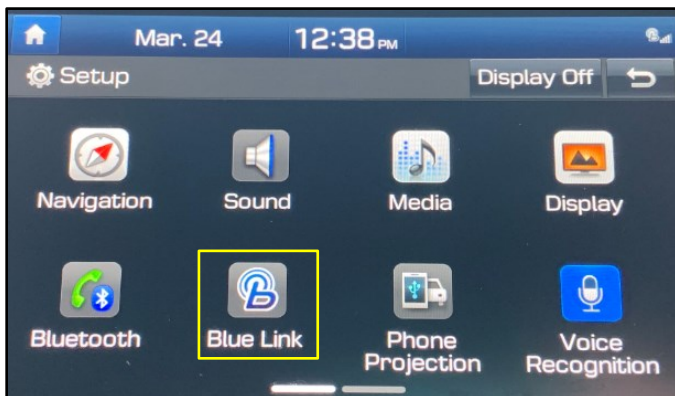 Mar. 24 12:38 PM
Setup Display Off
Navigation Sound Media Display
Bluetooth Blue Link Phone Projection Voice Recognition